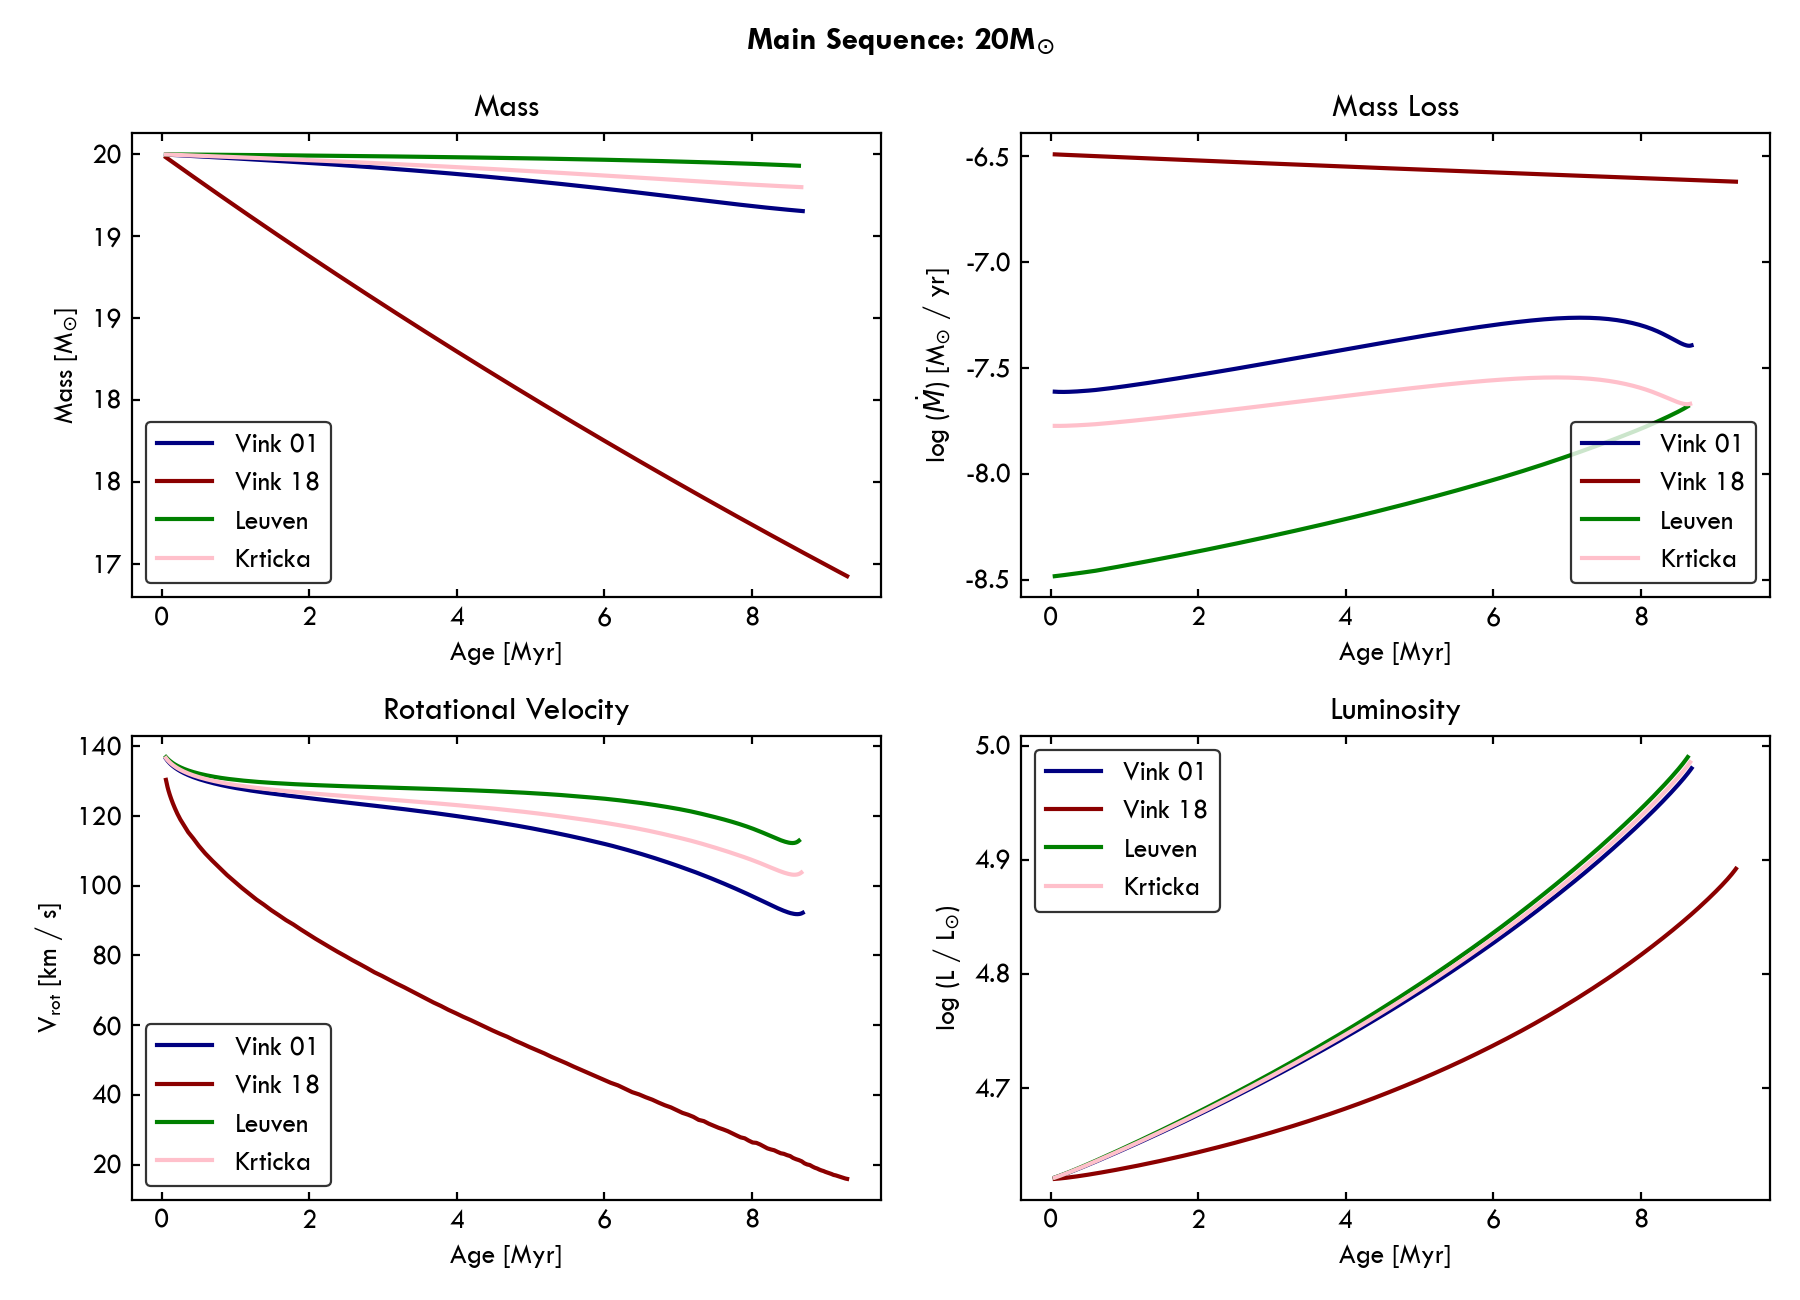 Main Sequence: 20M⊙
Mass
20
19
19
18
18
17
Mass [M⊙]
Vink 01
Vink 18
Leuven
Krticka
0 2 4 6 8
Age [Myr]
Mass Loss
-6.5
-7.0
-7.5
-8.0
-8.5
log (Ṁ) [M⊙ / yr]
Vink 01
Vink 18
Leuven
Krticka
0 2 4 6 8
Age [Myr]
Rotational Velocity
140
120
100
80
60
40
20
Vrot [km / s]
Vink 01
Vink 18
Leuven
Krticka
0 2 4 6 8
Age [Myr]
Luminosity
5.0
4.9
4.8
4.7
log (L / L⊙)
Vink 01
Vink 18
Leuven
Krticka
0 2 4 6 8
Age [Myr]